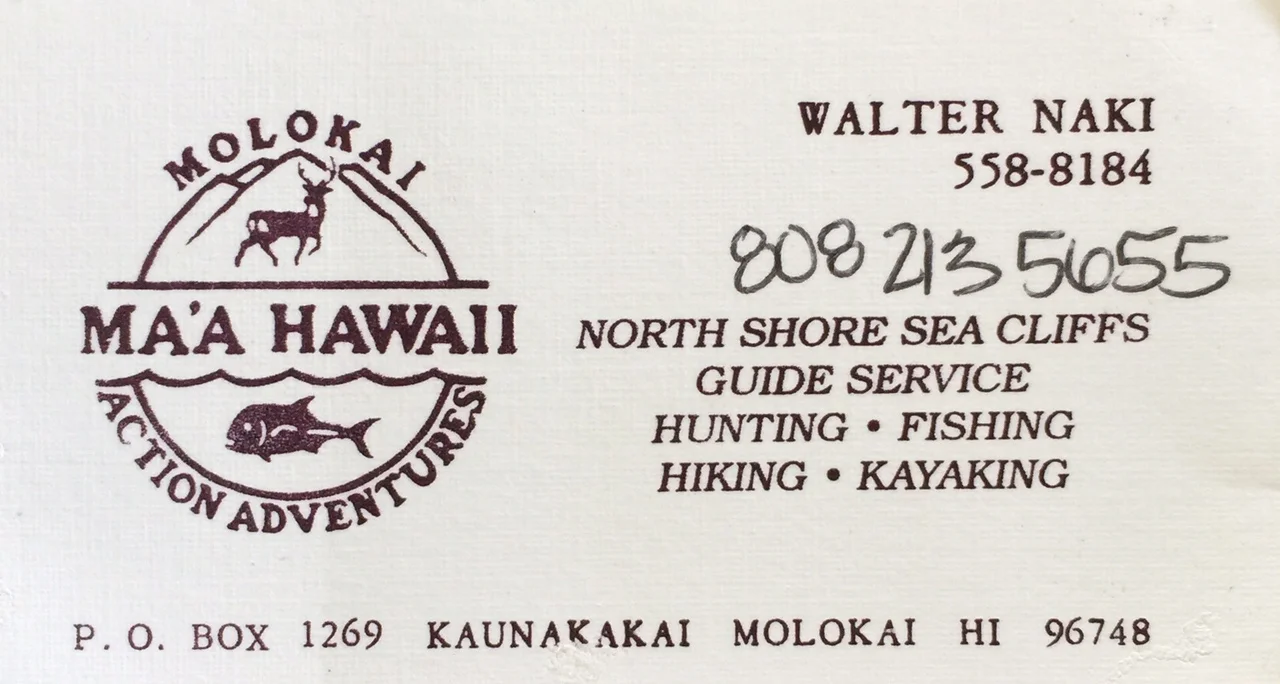 MOLOKAI
MA'A HAWAII
ACTION ADVENTURES
WALTER NAKI
558-8184
808 213 5655
NORTH SHORE SEA CLIFFS
GUIDE SERVICE
HUNTING • FISHING
HIKING • KAYAKING
P. O. BOX 1269 KAUNAKAKAI MOLOKAI HI 96748